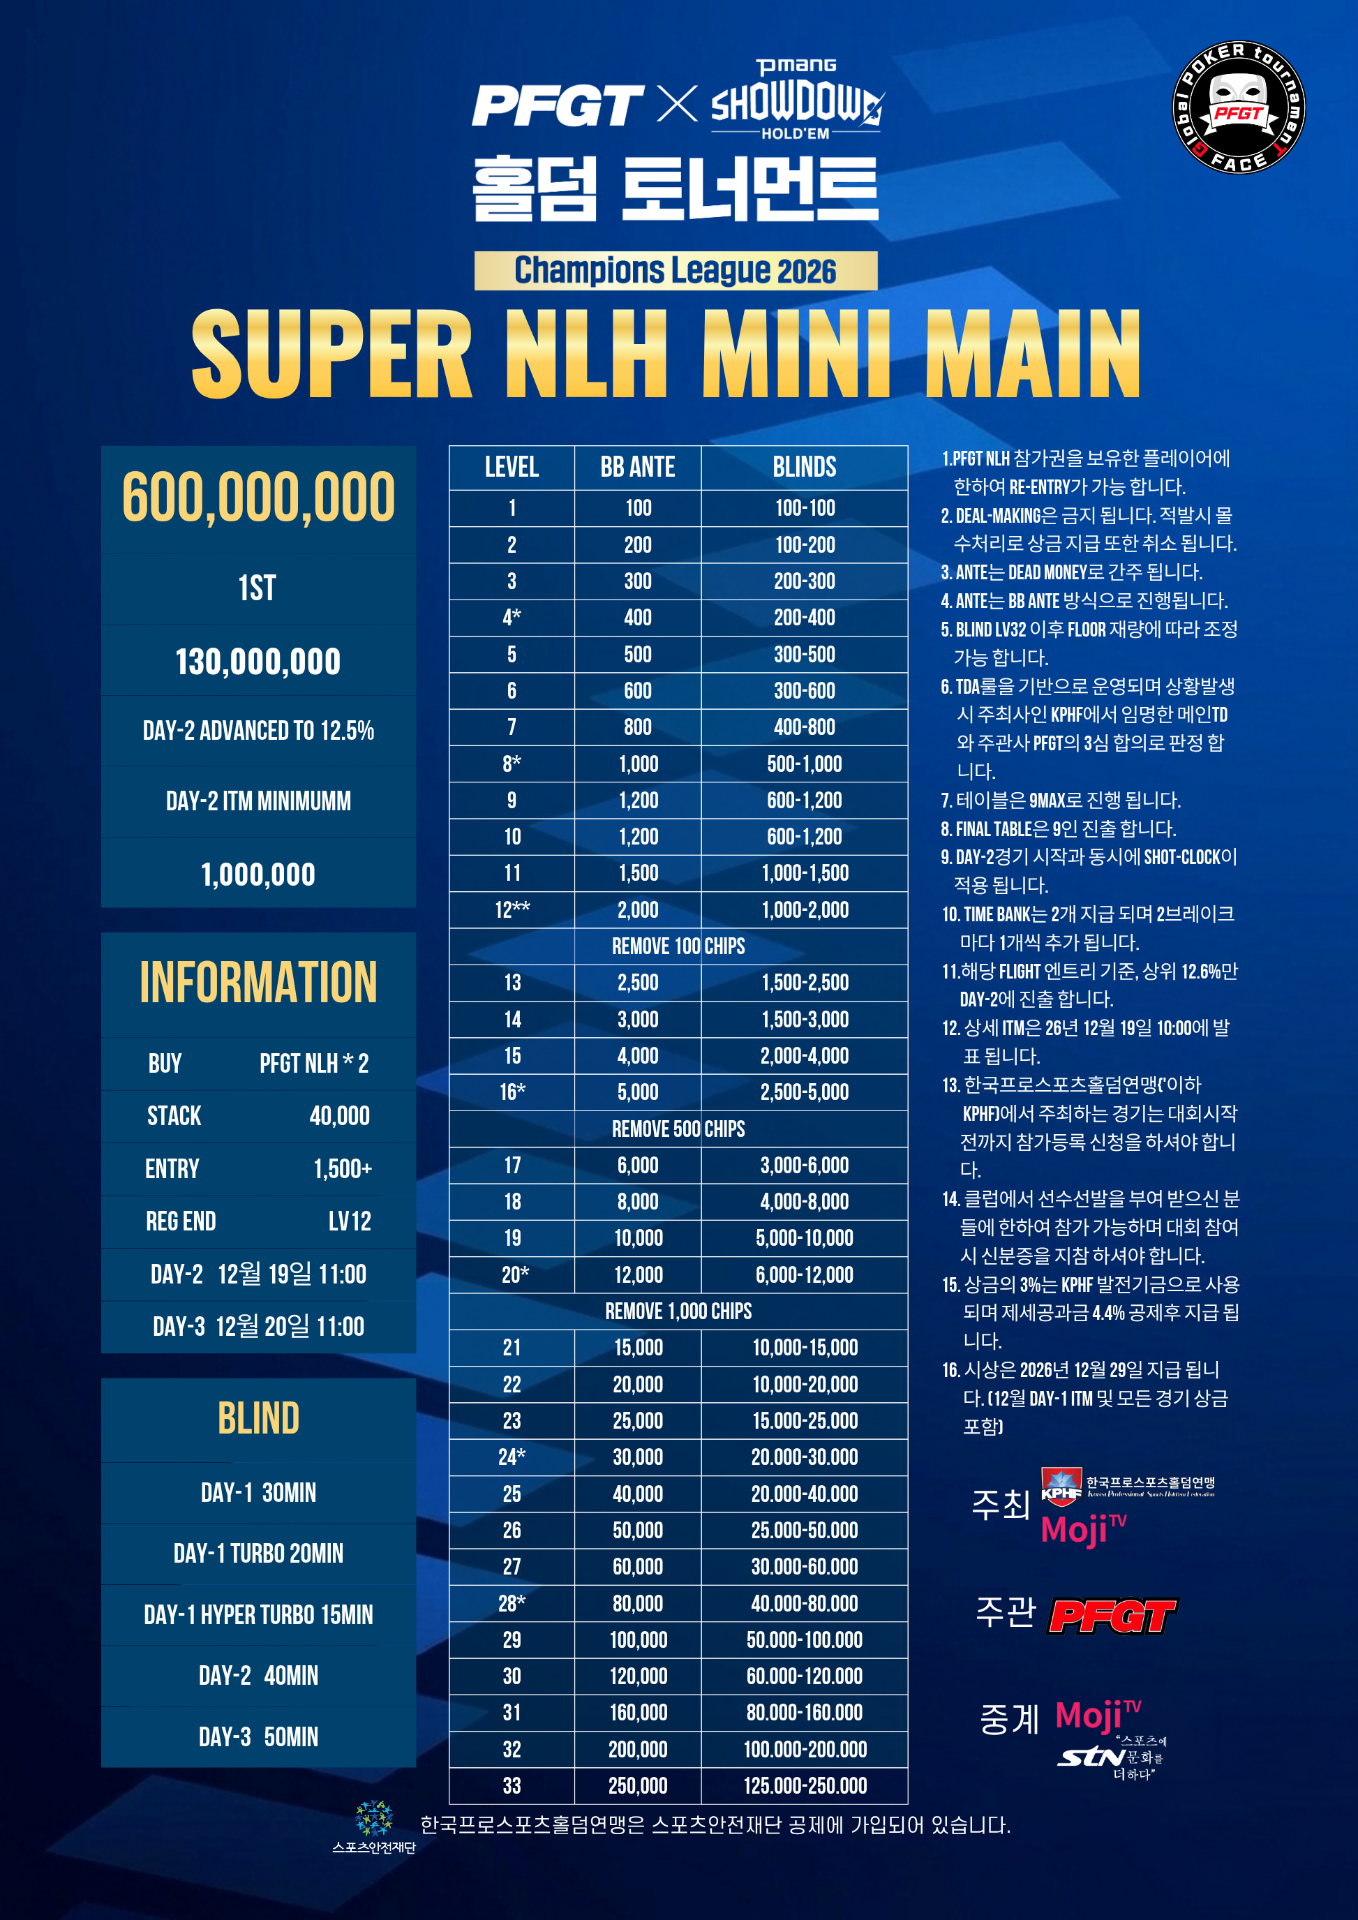 PFGT X Pmang SHOWDOWN HOLD'EM
Global POKER tournamenT FACE PFGT
홀덤 토너먼트
Champions League 2026
SUPER NLH MINI MAIN
600,000,000
1ST
130,000,000
DAY-2 ADVANCED TO 12.5%
DAY-2 ITM MINIMUMM
1,000,000
INFORMATION
BUY PFGT NLH * 2
STACK 40,000
ENTRY 1,500+
REG END LV12
DAY-2 12월 19일 11:00
DAY-3 12월 20일 11:00
BLIND
DAY-1 30MIN
DAY-1 TURBO 20MIN
DAY-1 HYPER TURBO 15MIN
DAY-2 40MIN
DAY-3 50MIN
LEVEL BB ANTE BLINDS
1 100 100-100
2 200 100-200
3 300 200-300
4* 400 200-400
5 500 300-500
6 600 300-600
7 800 400-800
8* 1,000 500-1,000
9 1,200 600-1,200
10 1,200 600-1,200
11 1,500 1,000-1,500
12** 2,000 1,000-2,000
REMOVE 100 CHIPS
13 2,500 1,500-2,500
14 3,000 1,500-3,000
15 4,000 2,000-4,000
16* 5,000 2,500-5,000
REMOVE 500 CHIPS
17 6,000 3,000-6,000
18 8,000 4,000-8,000
19 10,000 5,000-10,000
20* 12,000 6,000-12,000
REMOVE 1,000 CHIPS
21 15,000 10,000-15,000
22 20,000 10,000-20,000
23 25,000 15.000-25.000
24* 30,000 20.000-30.000
25 40,000 20.000-40.000
26 50,000 25.000-50.000
27 60,000 30.000-60.000
28* 80,000 40.000-80.000
29 100,000 50.000-100.000
30 120,000 60.000-120.000
31 160,000 80.000-160.000
32 200,000 100.000-200.000
33 250,000 125.000-250.000
1.PFGT NLH 참가권을 보유한 플레이어에
한하여 RE-ENTRY가 가능 합니다.
2. DEAL-MAKING은 금지 됩니다. 적발시 몰
수처리로 상금 지급 또한 취소 됩니다.
3. ANTE는 DEAD MONEY로 간주 됩니다.
4. ANTE는 BB ANTE 방식으로 진행됩니다.
5. BLIND LV32 이후 FLOOR 재량에 따라 조정
가능 합니다.
6. TDA룰을 기반으로 운영되며 상황발생
시 주최사인 KPHF에서 임명한 메인TD
와 주관사 PFGT의 3심 합의로 판정 합
니다.
7. 테이블은 9MAX로 진행 됩니다.
8. FINAL TABLE은 9인 진출 합니다.
9. DAY-2경기 시작과 동시에 SHOT-CLOCK이
적용 됩니다.
10. TIME BANK는 2개 지급 되며 2브레이크
마다 1개씩 추가 됩니다.
11.해당 FLIGHT 엔트리 기준, 상위 12.6%만
DAY-2에 진출 합니다.
12. 상세 ITM은 26년 12월 19일 10:00에 발
표 됩니다.
13. 한국프로스포츠홀덤연맹('이하
KPHF)에서 주최하는 경기는 대회시작
전까지 참가등록 신청을 하셔야 합니
다.
14. 클럽에서 선수선발을 부여 받으신 분
들에 한하여 참가 가능하며 대회 참여
시 신분증을 지참 하셔야 합니다.
15. 상금의 3%는 KPHF 발전기금으로 사용
되며 제세공과금 4.4% 공제후 지급 됩
니다.
16. 시상은 2026년 12월 29일 지급 됩니
다. (12월 DAY-1 ITM 및 모든 경기 상금
포함)
주최 KPHF 한국프로스포츠홀덤연맹
Moji TV
주관 PFGT
중계 Moji TV
STN "스포츠에
문화를
더하다"
스포츠안전재단
한국프로스포츠홀덤연맹은 스포츠안전재단 공제에 가입되어 있습니다.